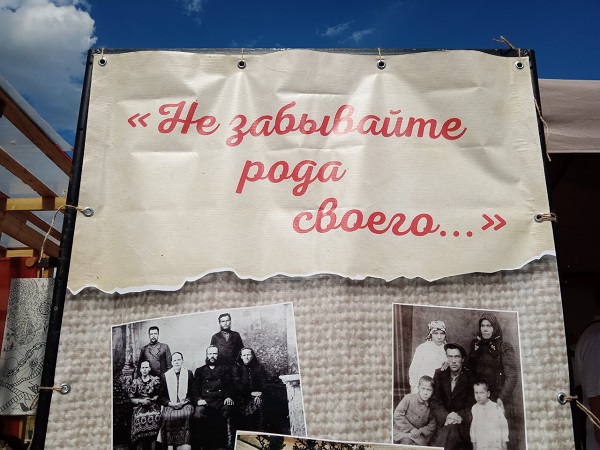 «Не забывайте
рода
своего...»